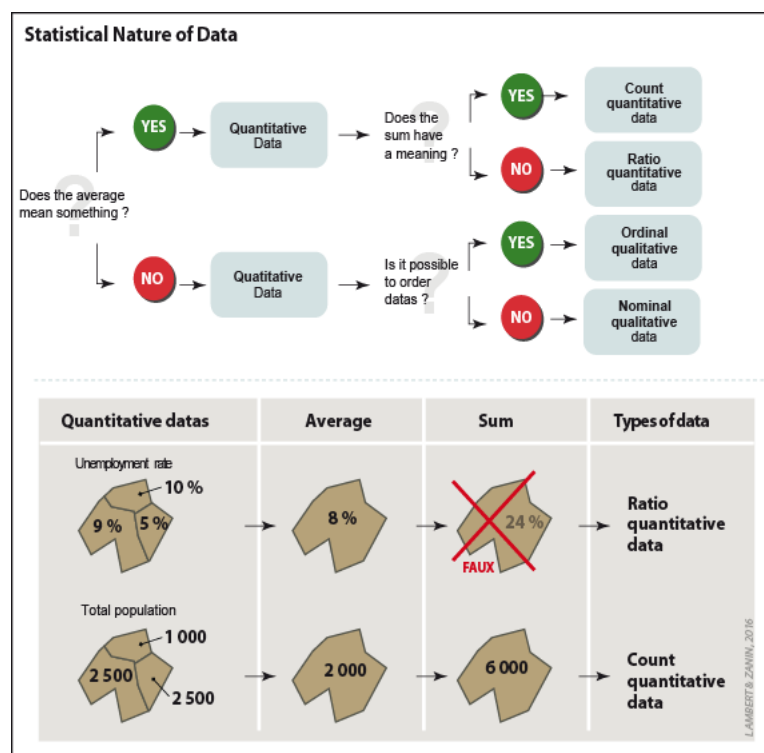 Statistical Nature of Data
Does the average
mean something ?
?
YES
Quantitative
Data
Does the
sum have
a meaning ?
?
YES
Count
quantitative
data
NO
Ratio
quantitative
data
NO
Quatitative
Data
Is it possible
to order
datas ?
?
YES
Ordinal
qualitative
data
NO
Nominal
qualitative
data
Quantitative datas
Average
Sum
Types of data
Unemployment rate
10 %
9 %
5 %
8 %
24 %
FAUX
Ratio
quantitative
data
Total population
1 000
2 500
2 500
2 000
6 000
Count
quantitative
data
LAMBERT & ZANIN, 2016